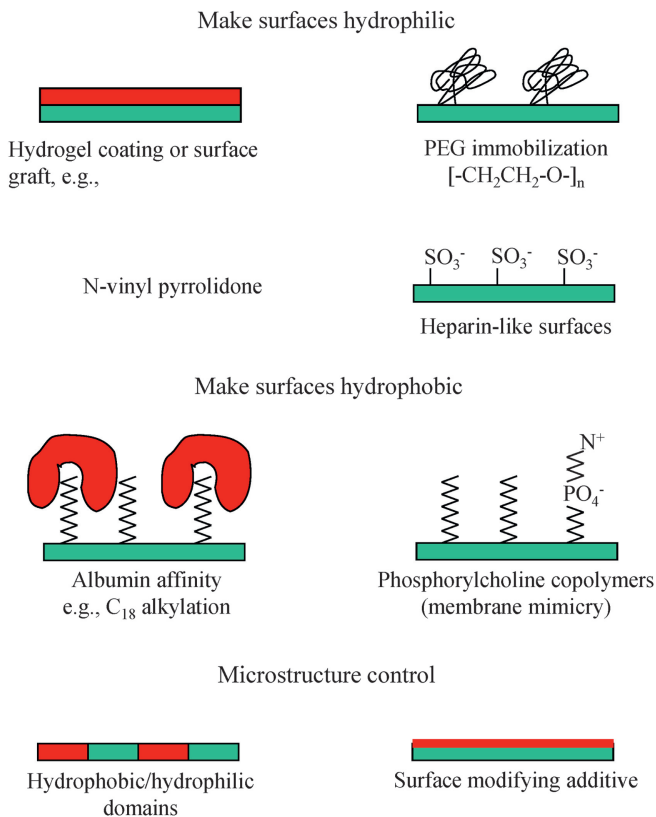 Make surfaces hydrophilic
Hydrogel coating or surface
graft, e.g.,
PEG immobilization
[-CH₂CH₂-O-]ₙ
N-vinyl pyrrolidone
SO₃⁻ SO₃⁻ SO₃⁻
Heparin-like surfaces
Make surfaces hydrophobic
Albumin affinity
e.g., C₁₈ alkylation
N⁺
PO₄⁻
Phosphorylcholine copolymers
(membrane mimicry)
Microstructure control
Hydrophobic/hydrophilic
domains
Surface modifying additive